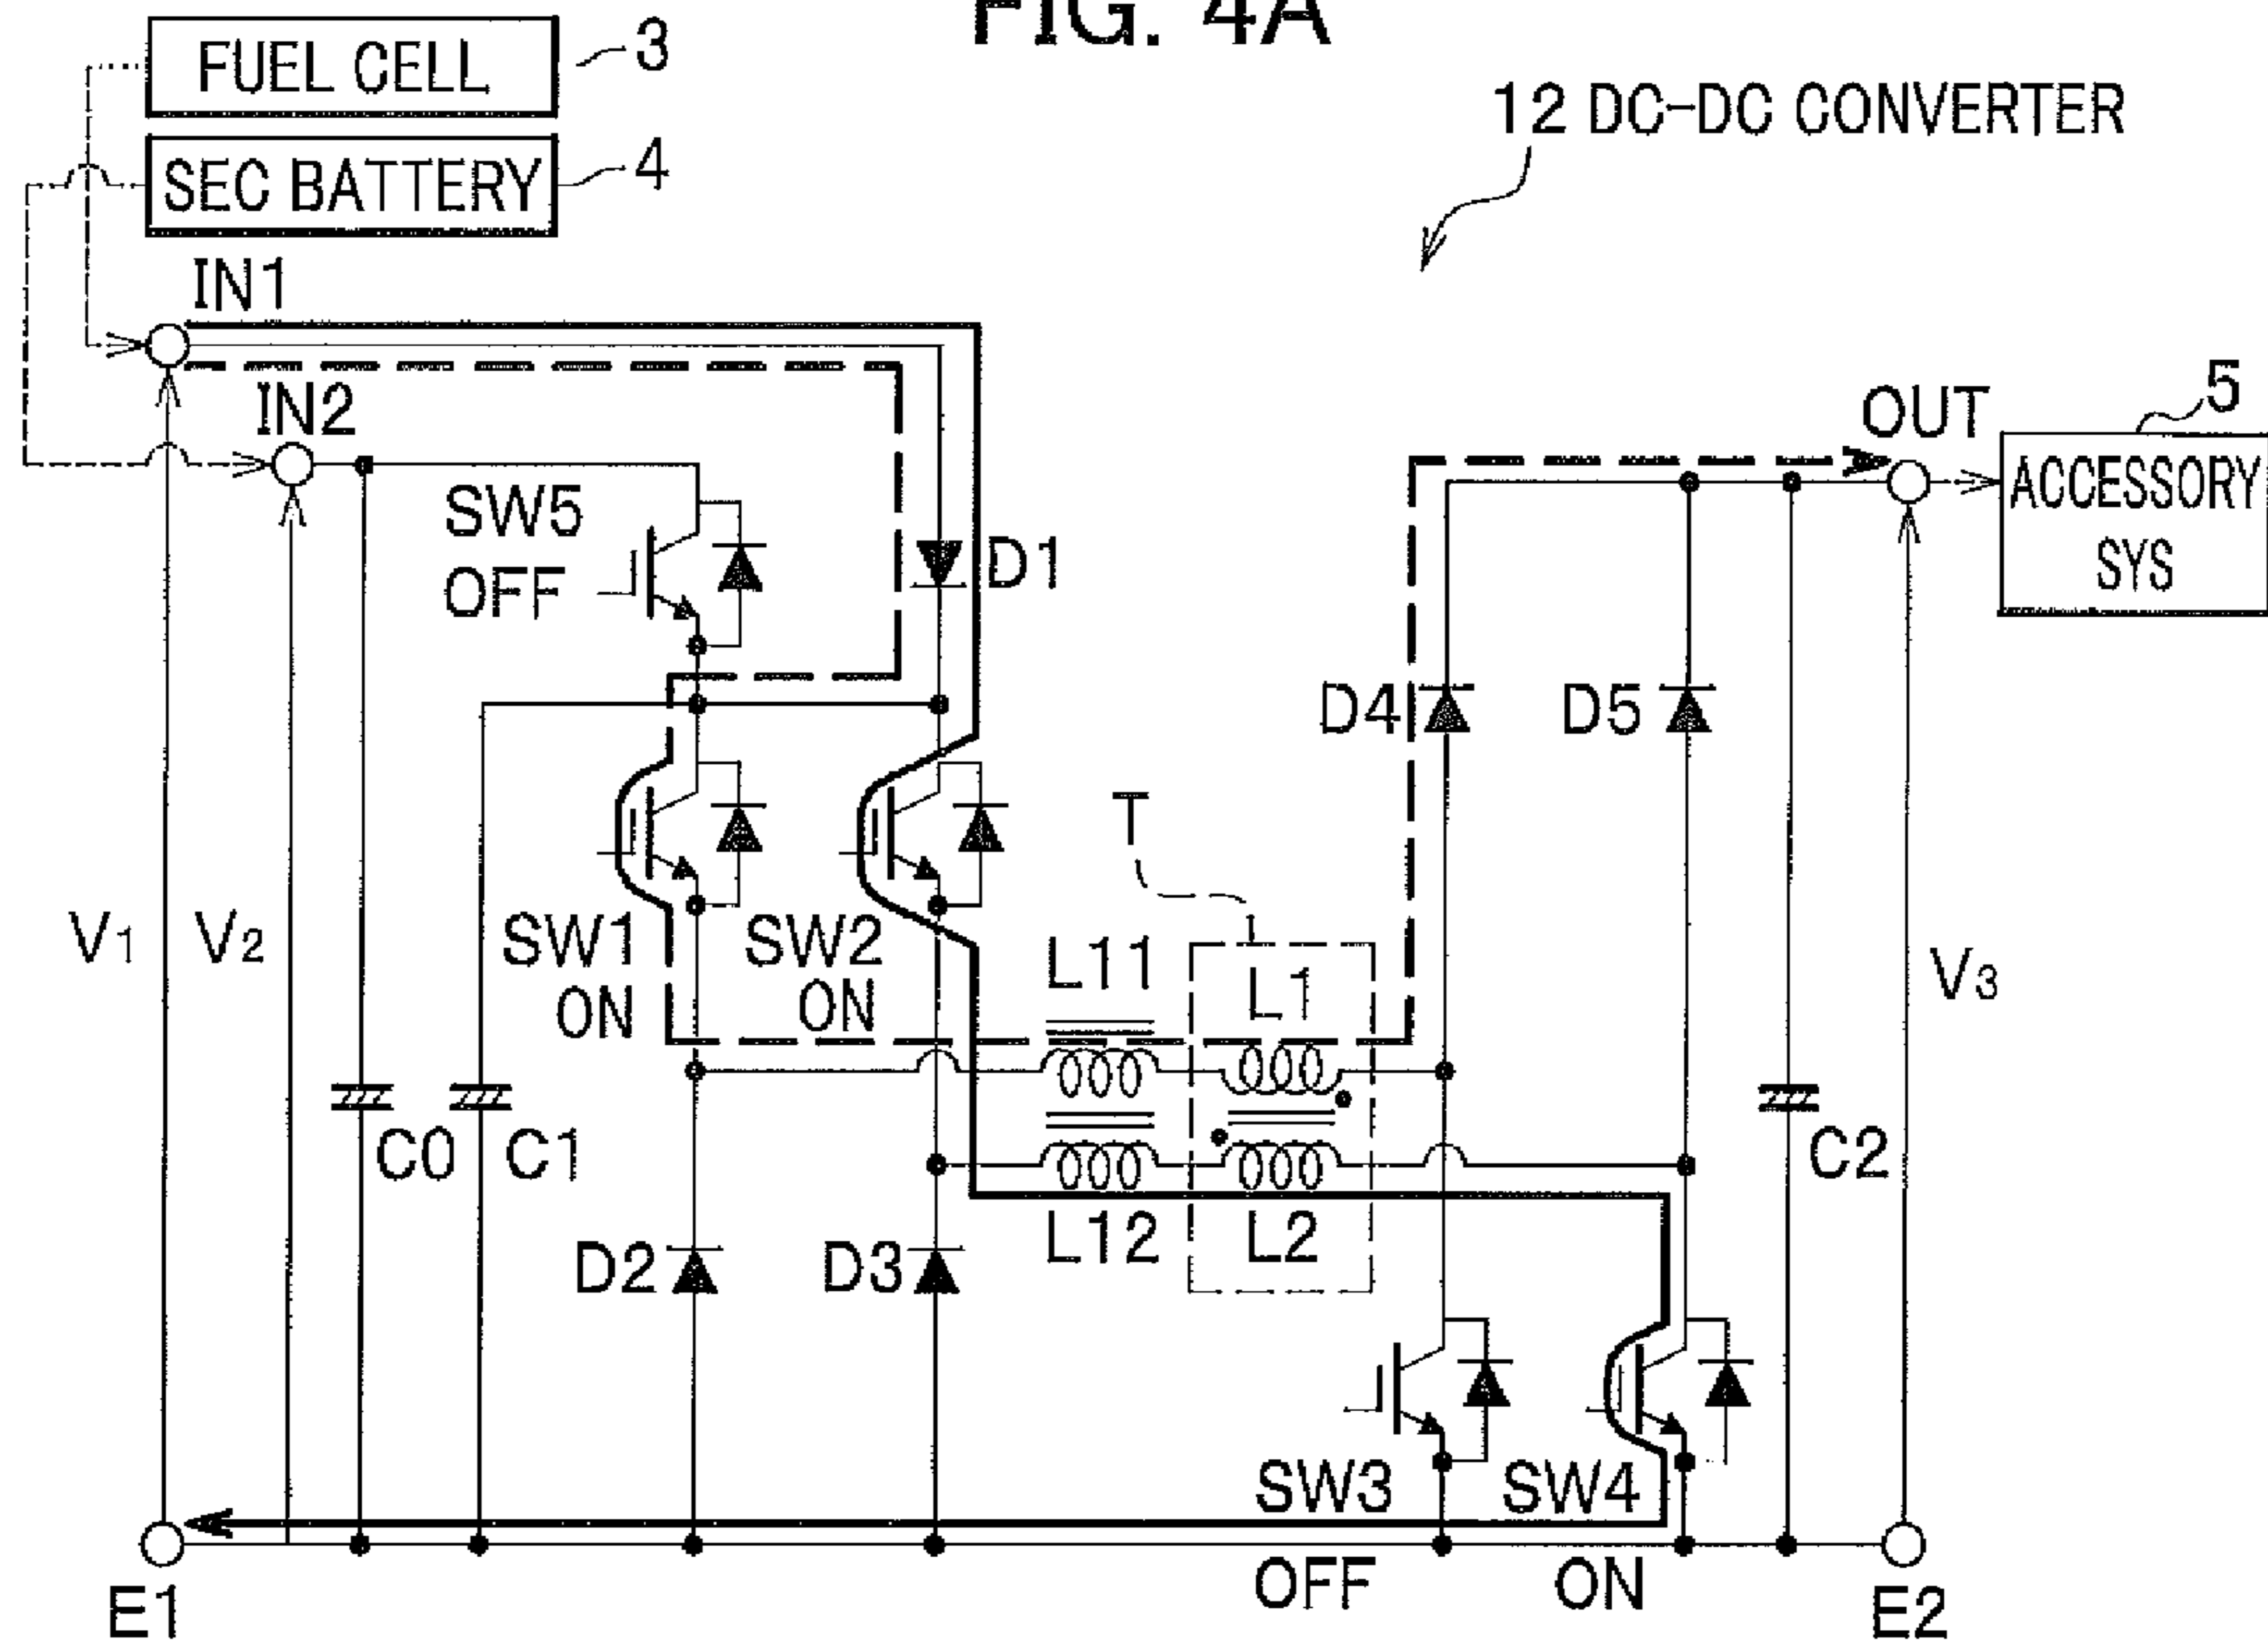 FIG. 4A
FUEL CELL
3
12 DC-DC CONVERTER
SEC BATTERY
4
IN1
IN2
OUT
5
ACCESSORY
SYS
SW5
OFF
D1
D4
D5
T
V1
V2
SW1
ON
SW2
ON
L11
L1
V3
C0
C1
C2
L12
L2
D2
D3
SW3
OFF
SW4
ON
E1
E2